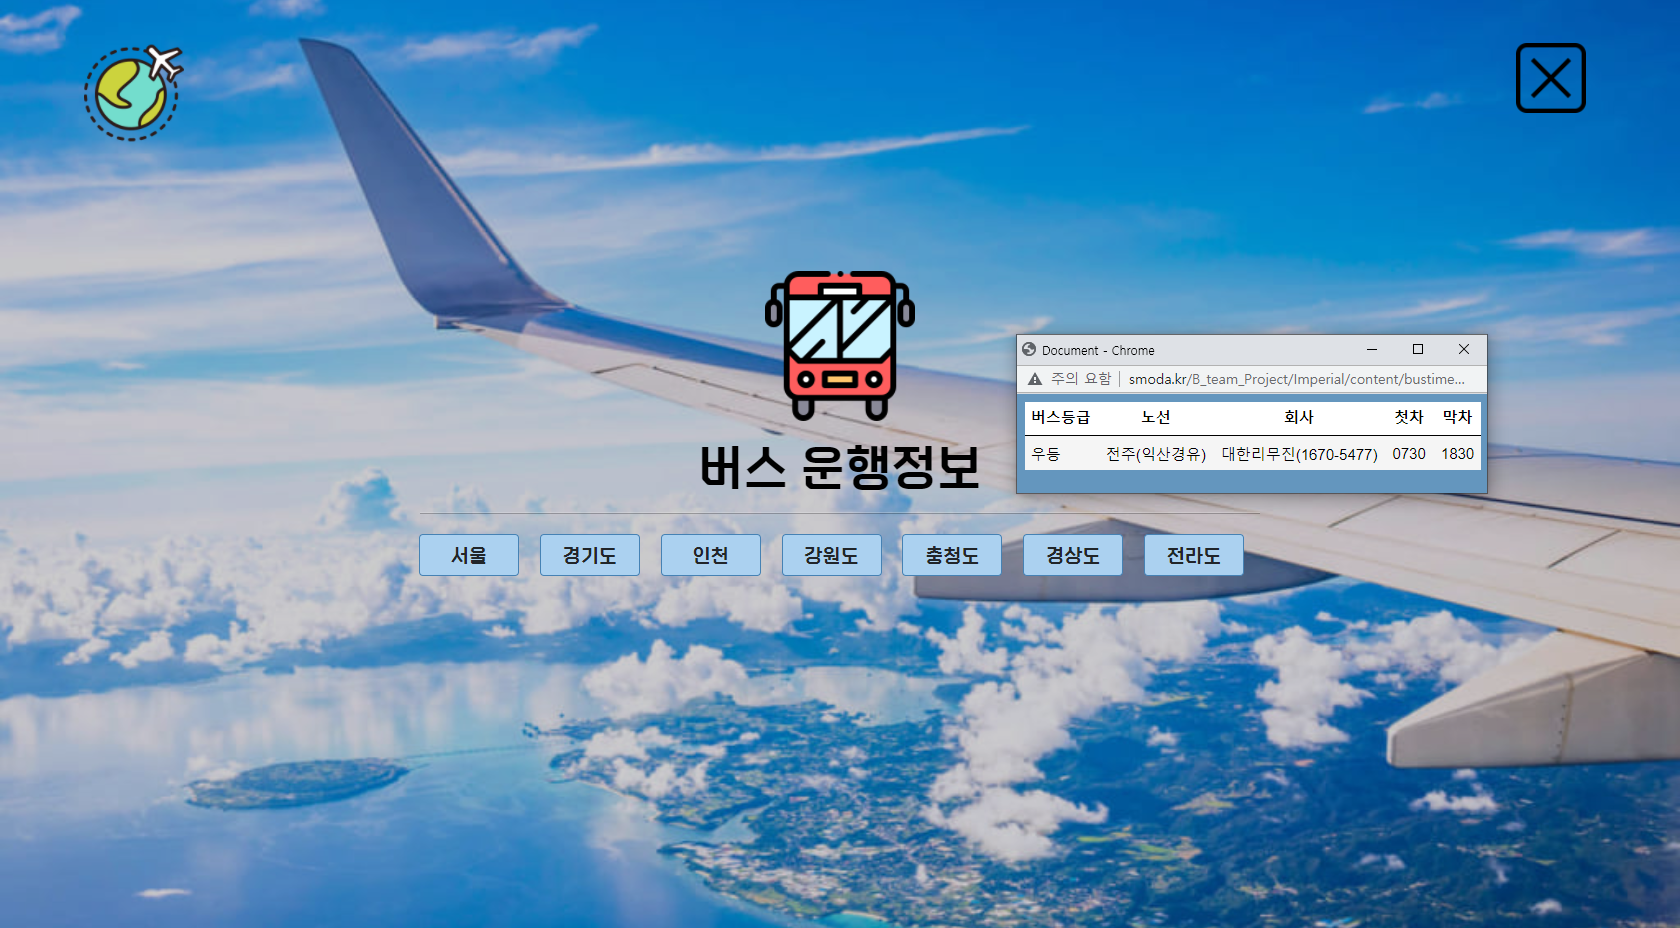 Document - Chrome
주의 요함 | smoda.kr/B_team_Project/Imperial/content/bustime...
버스등급 노선 회사 첫차 막차
우등 전주(익산경유) 대한리무진(1670-5477) 0730 1830
버스 운행정보
서울 경기도 인천 강원도 충청도 경상도 전라도